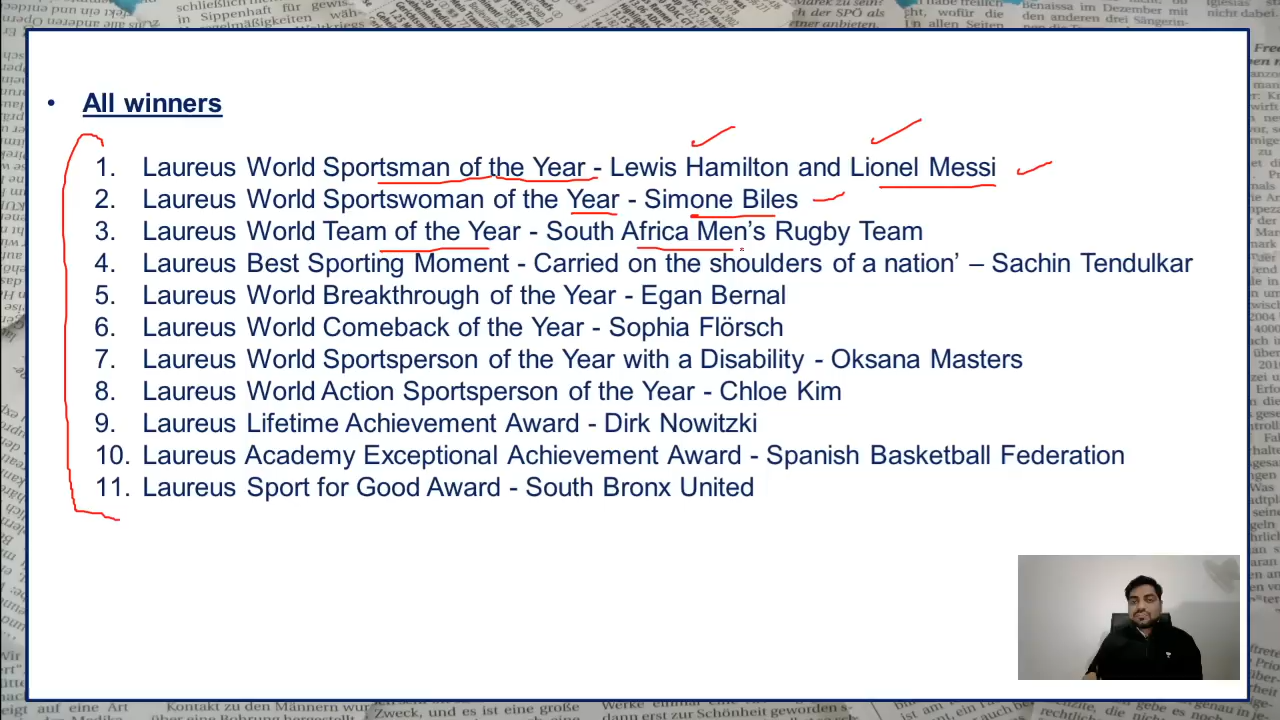 • All winners
1. Laureus World Sportsman of the Year - Lewis Hamilton and Lionel Messi
2. Laureus World Sportswoman of the Year - Simone Biles
3. Laureus World Team of the Year - South Africa Men’s Rugby Team
4. Laureus Best Sporting Moment - Carried on the shoulders of a nation’ – Sachin Tendulkar
5. Laureus World Breakthrough of the Year - Egan Bernal
6. Laureus World Comeback of the Year - Sophia Flörsch
7. Laureus World Sportsperson of the Year with a Disability - Oksana Masters
8. Laureus World Action Sportsperson of the Year - Chloe Kim
9. Laureus Lifetime Achievement Award - Dirk Nowitzki
10. Laureus Academy Exceptional Achievement Award - Spanish Basketball Federation
11. Laureus Sport for Good Award - South Bronx United